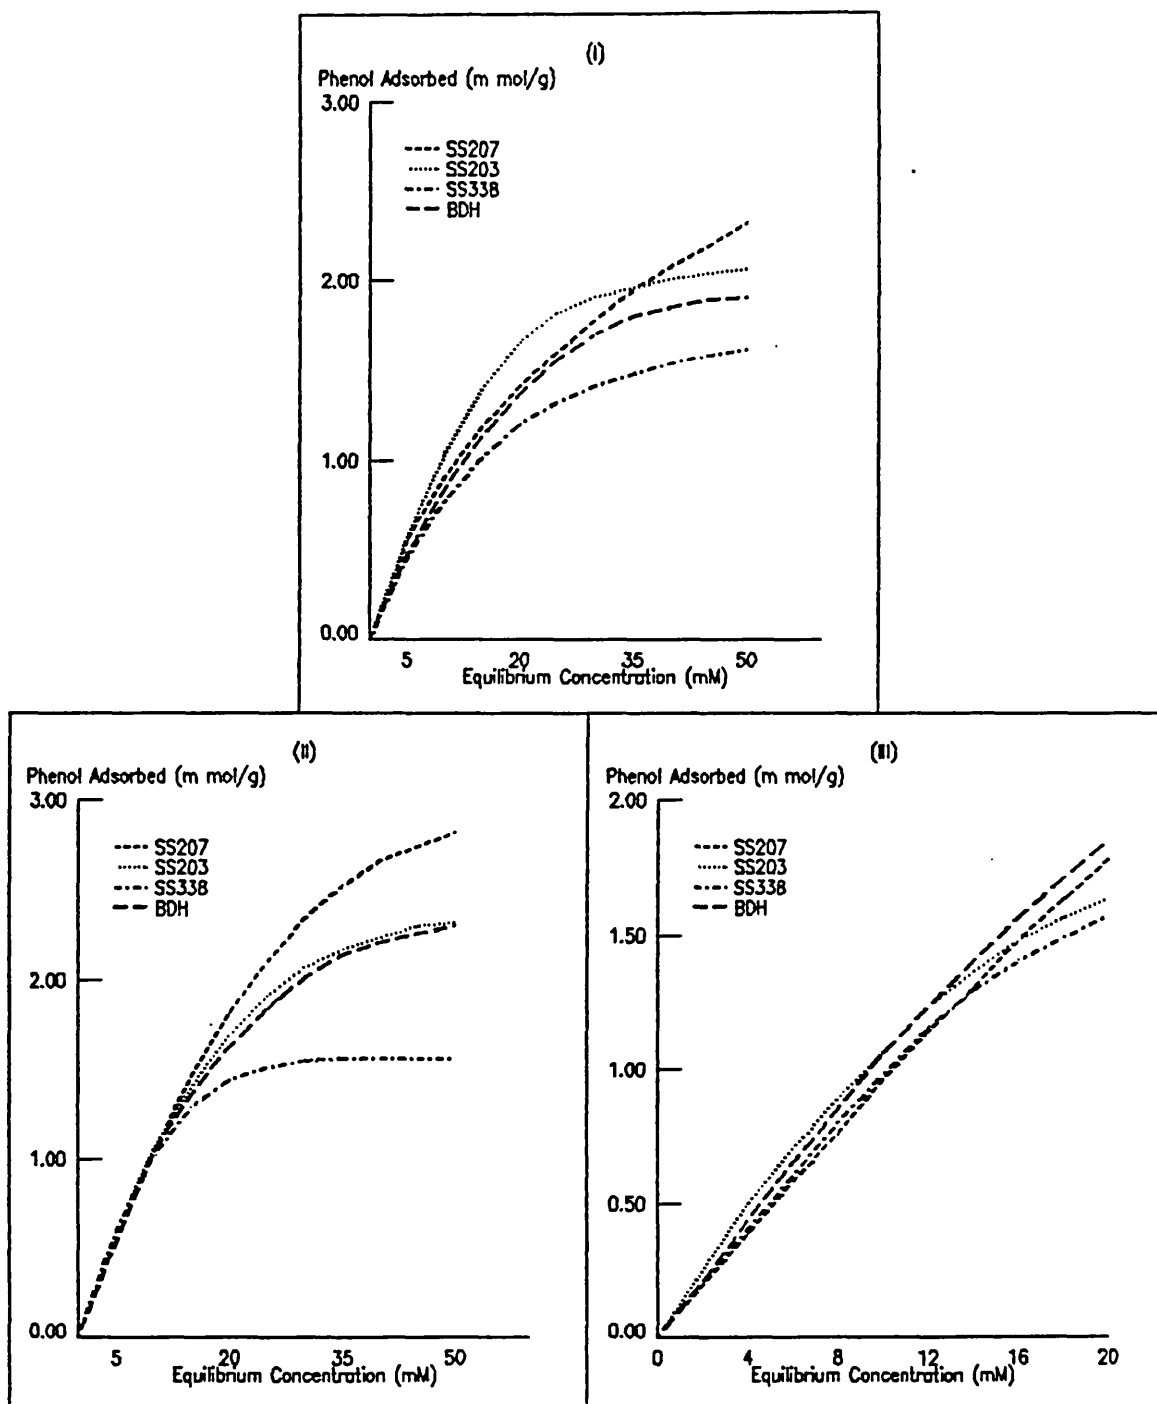 (I)
Phenol Adsorbed (m mol/g)
3.00
SS207
SS203
SS338
BDH
2.00
1.00
0.00
5 20 35 50
Equilibrium Concentration (mM)
(II)
Phenol Adsorbed (m mol/g)
3.00
SS207
SS203
SS338
BDH
2.00
1.00
0.00
5 20 35 50
Equilibrium Concentration (mM)
(III)
Phenol Adsorbed (m mol/g)
2.00
SS207
SS203
SS338
BDH
1.50
1.00
0.50
0.00
0 4 8 12 16 20
Equilibrium Concentration (mM)